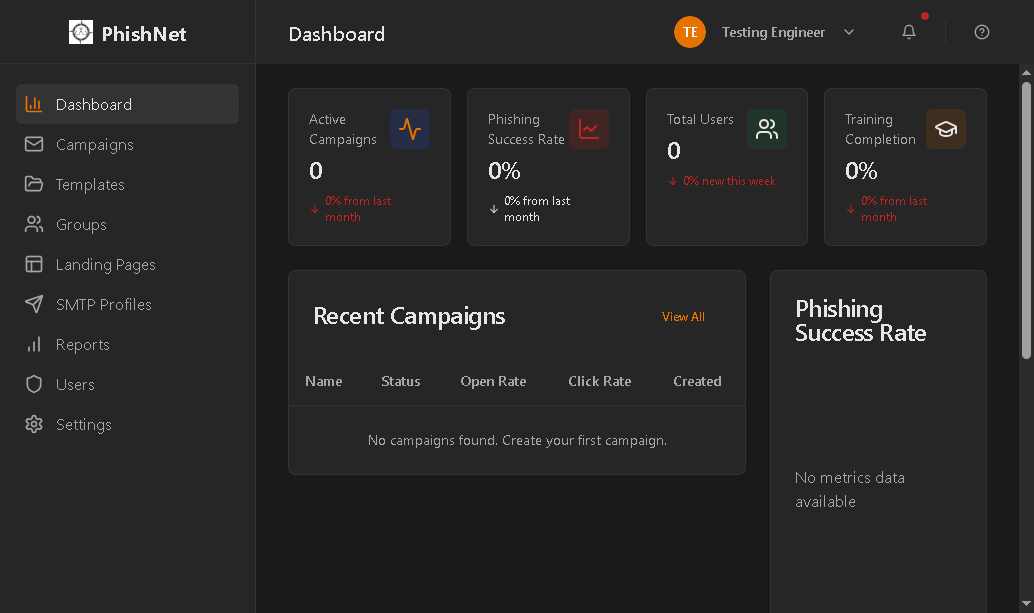 PhishNet
Dashboard
TE
Testing Engineer
Dashboard
Campaigns
Templates
Groups
Landing Pages
SMTP Profiles
Reports
Users
Settings
Active
Campaigns
0
0% from last
month
Phishing
Success Rate
0%
0% from last
month
Total Users
0
0% new this week
Training
Completion
0%
0% from last
month
Recent Campaigns
View All
Name Status Open Rate Click Rate Created
No campaigns found. Create your first campaign.
Phishing
Success Rate
No metrics data
available